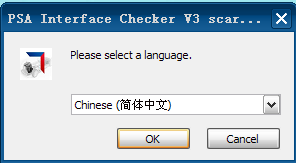 PSA Interface Checker V3 scar...
Please select a language.
Chinese (简体中文)
OK Cancel